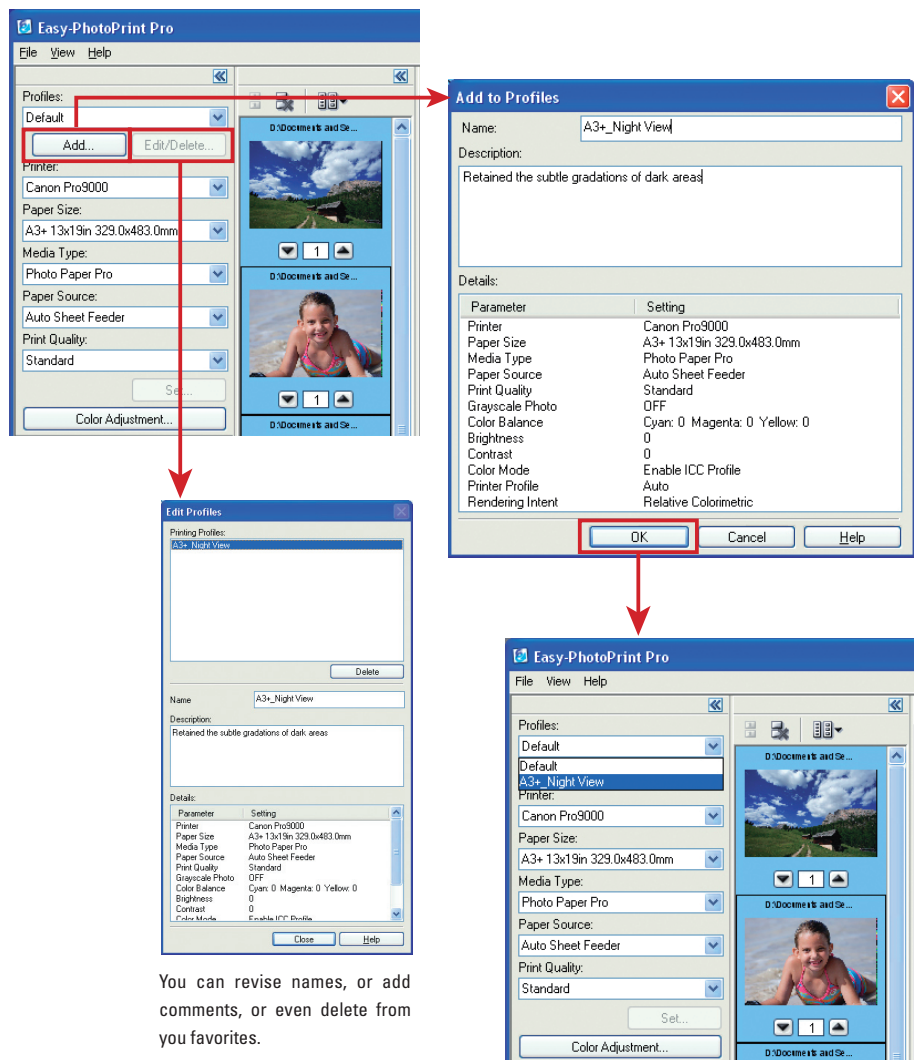 Easy-PhotoPrint Pro
File View Help
Profiles:
Default
Add... Edit/Delete...
Printer:
Canon Pro9000
Paper Size:
A3+ 13x19in 329.0x483.0mm
Media Type:
Photo Paper Pro
Paper Source:
Auto Sheet Feeder
Print Quality:
Standard
Set...
Color Adjustment...
D:\Documents and Se...
1
D:\Documents and Se...
1
D:\Documents and Se...
Add to Profiles
Name: A3+_Night View
Description:
Retained the subtle gradations of dark areas
Details:
Parameter Setting
Printer Canon Pro9000
Paper Size A3+ 13x19in 329.0x483.0mm
Media Type Photo Paper Pro
Paper Source Auto Sheet Feeder
Print Quality Standard
Grayscale Photo OFF
Color Balance Cyan: 0 Magenta: 0 Yellow: 0
Brightness 0
Contrast 0
Color Mode Enable ICC Profile
Printer Profile Auto
Rendering Intent Relative Colorimetric
OK Cancel Help
Edit Profiles
Printing Profiles:
A3+_Night View
Delete
Name A3+_Night View
Description:
Retained the subtle gradations of dark areas
Details:
Parameter Setting
Printer Canon Pro9000
Paper Size A3+ 13x19in 329.0x483.0mm
Media Type Photo Paper Pro
Paper Source Auto Sheet Feeder
Print Quality Standard
Grayscale Photo OFF
Color Balance Cyan: 0 Magenta: 0 Yellow: 0
Brightness 0
Contrast 0
Color Mode Enable ICC Profile
Close Help
You can revise names, or add
comments, or even delete from
you favorites.
Easy-PhotoPrint Pro
File View Help
Profiles:
Default
Default
A3+_Night View
Printer:
Canon Pro9000
Paper Size:
A3+ 13x19in 329.0x483.0mm
Media Type:
Photo Paper Pro
Paper Source:
Auto Sheet Feeder
Print Quality:
Standard
Set...
Color Adjustment...
D:\Documents and Se...
1
D:\Documents and Se...
1
D:\Documents and Se...